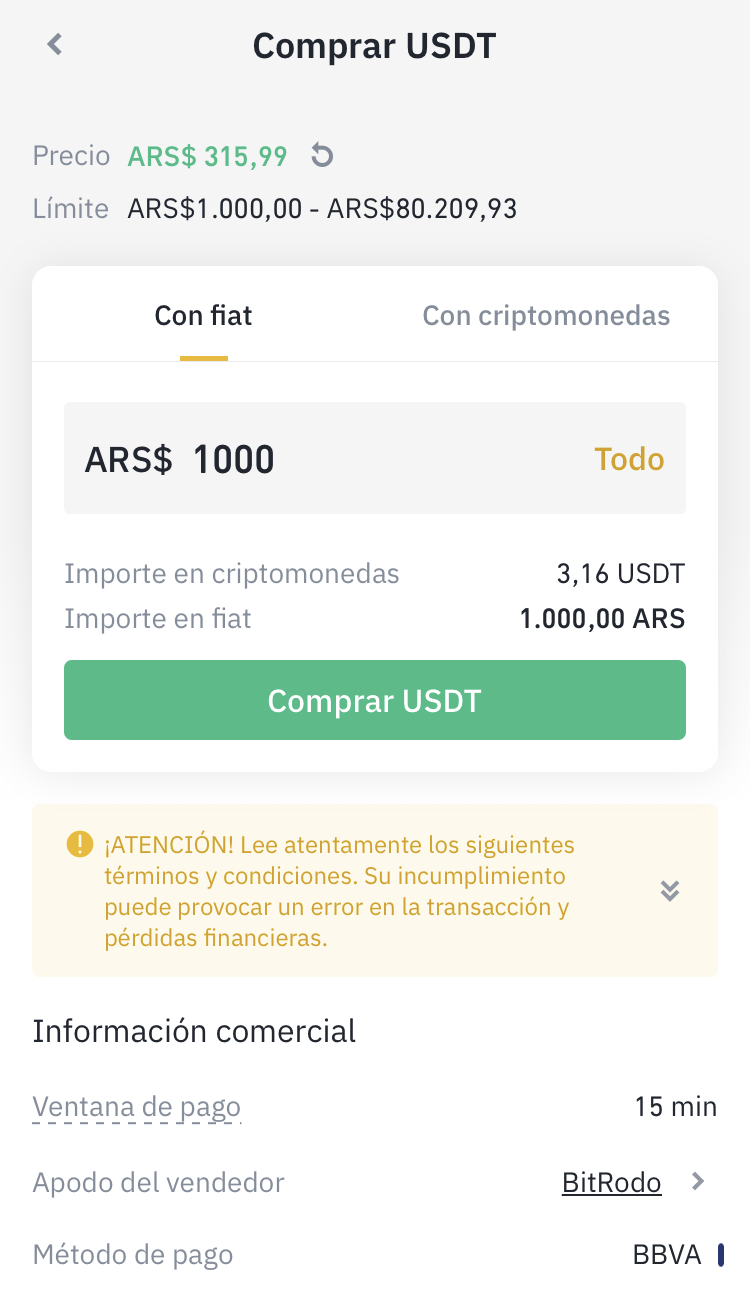 Comprar USDT
Precio ARS$ 315,99
Límite ARS$1.000,00 - ARS$80.209,93
Con fiat Con criptomonedas
ARS$ 1000 Todo
Importe en criptomonedas 3,16 USDT
Importe en fiat 1.000,00 ARS
Comprar USDT
¡ATENCIÓN! Lee atentamente los siguientes
términos y condiciones. Su incumplimiento
puede provocar un error en la transacción y
pérdidas financieras.
Información comercial
Ventana de pago 15 min
Apodo del vendedor BitRodo
Método de pago BBVA